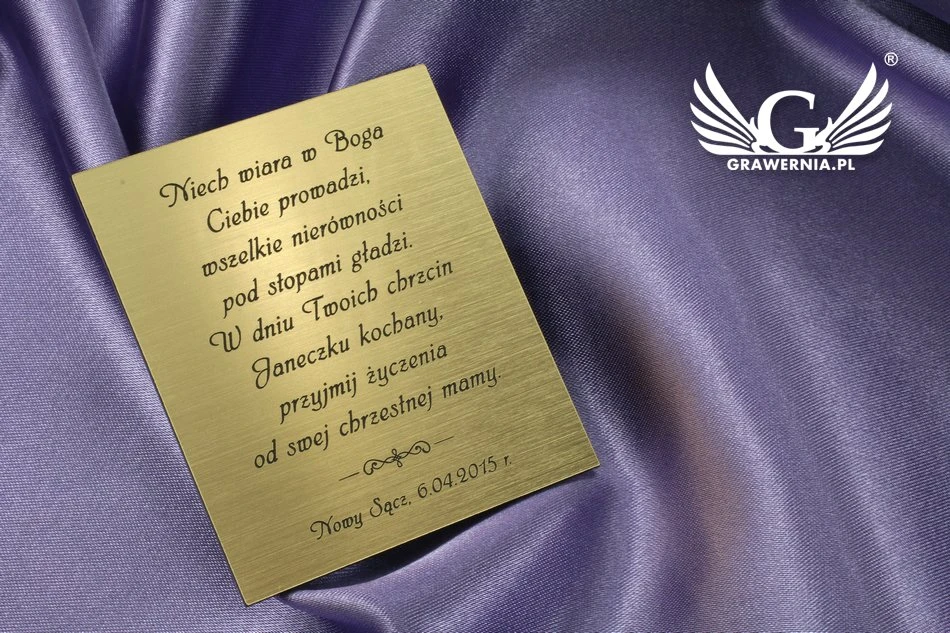 Niech wiara w Boga
Ciebie prowadzi,
wszelkie nierówności
pod stopami gładzi.
W dniu Twoich chrzcin
Janeczku kochany,
przyjmij życzenia
od swej chrzestnej mamy.
Nowy Sącz, 6.04.2015 r.
G ®
GRAWERNIA.PL